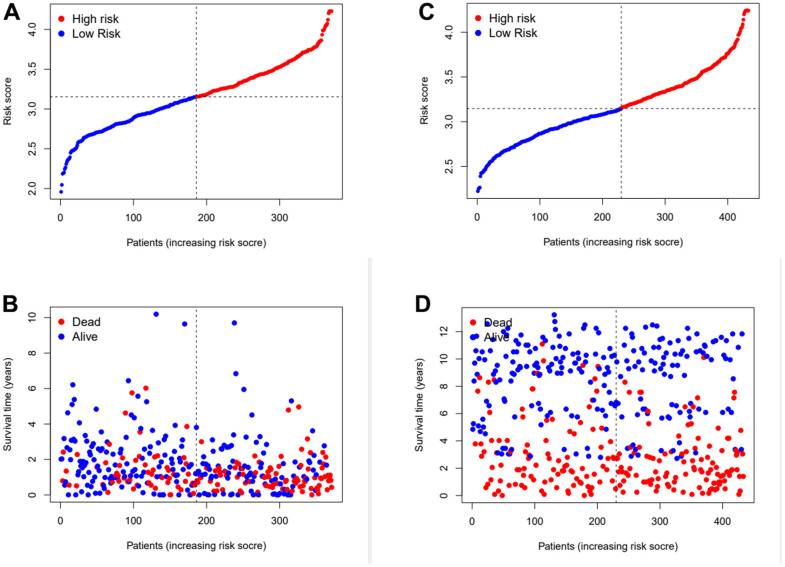 A
High risk
Low Risk
Risk score
4.0
3.5
3.0
2.5
2.0
0
100
200
300
Patients (increasing risk socre)
C
High risk
Low Risk
Risk score
4.0
3.5
3.0
2.5
0
100
200
300
400
Patients (increasing risk socre)
B
Dead
Alive
Survival time (years)
10
8
6
4
2
0
0
100
200
300
Patients (increasing risk socre)
D
Dead
Alive
Survival time (years)
12
10
8
6
4
2
0
0
100
200
300
400
Patients (increasing risk socre)